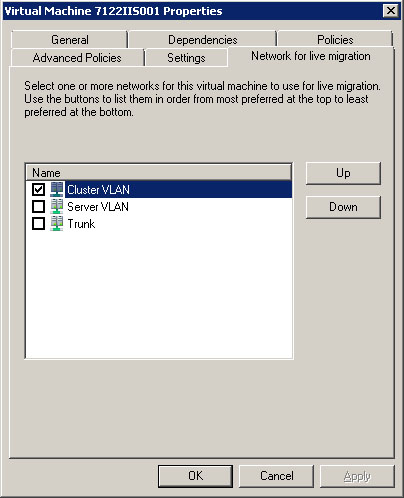 Virtual Machine 7122IIS001 Properties
General Dependencies Policies
Advanced Policies Settings Network for live migration
Select one or more networks for this virtual machine to use for live migration.
Use the buttons to list them in order from most preferred at the top to least
preferred at the bottom.
Name
Cluster VLAN
Server VLAN
Trunk
Up
Down
OK Cancel Apply